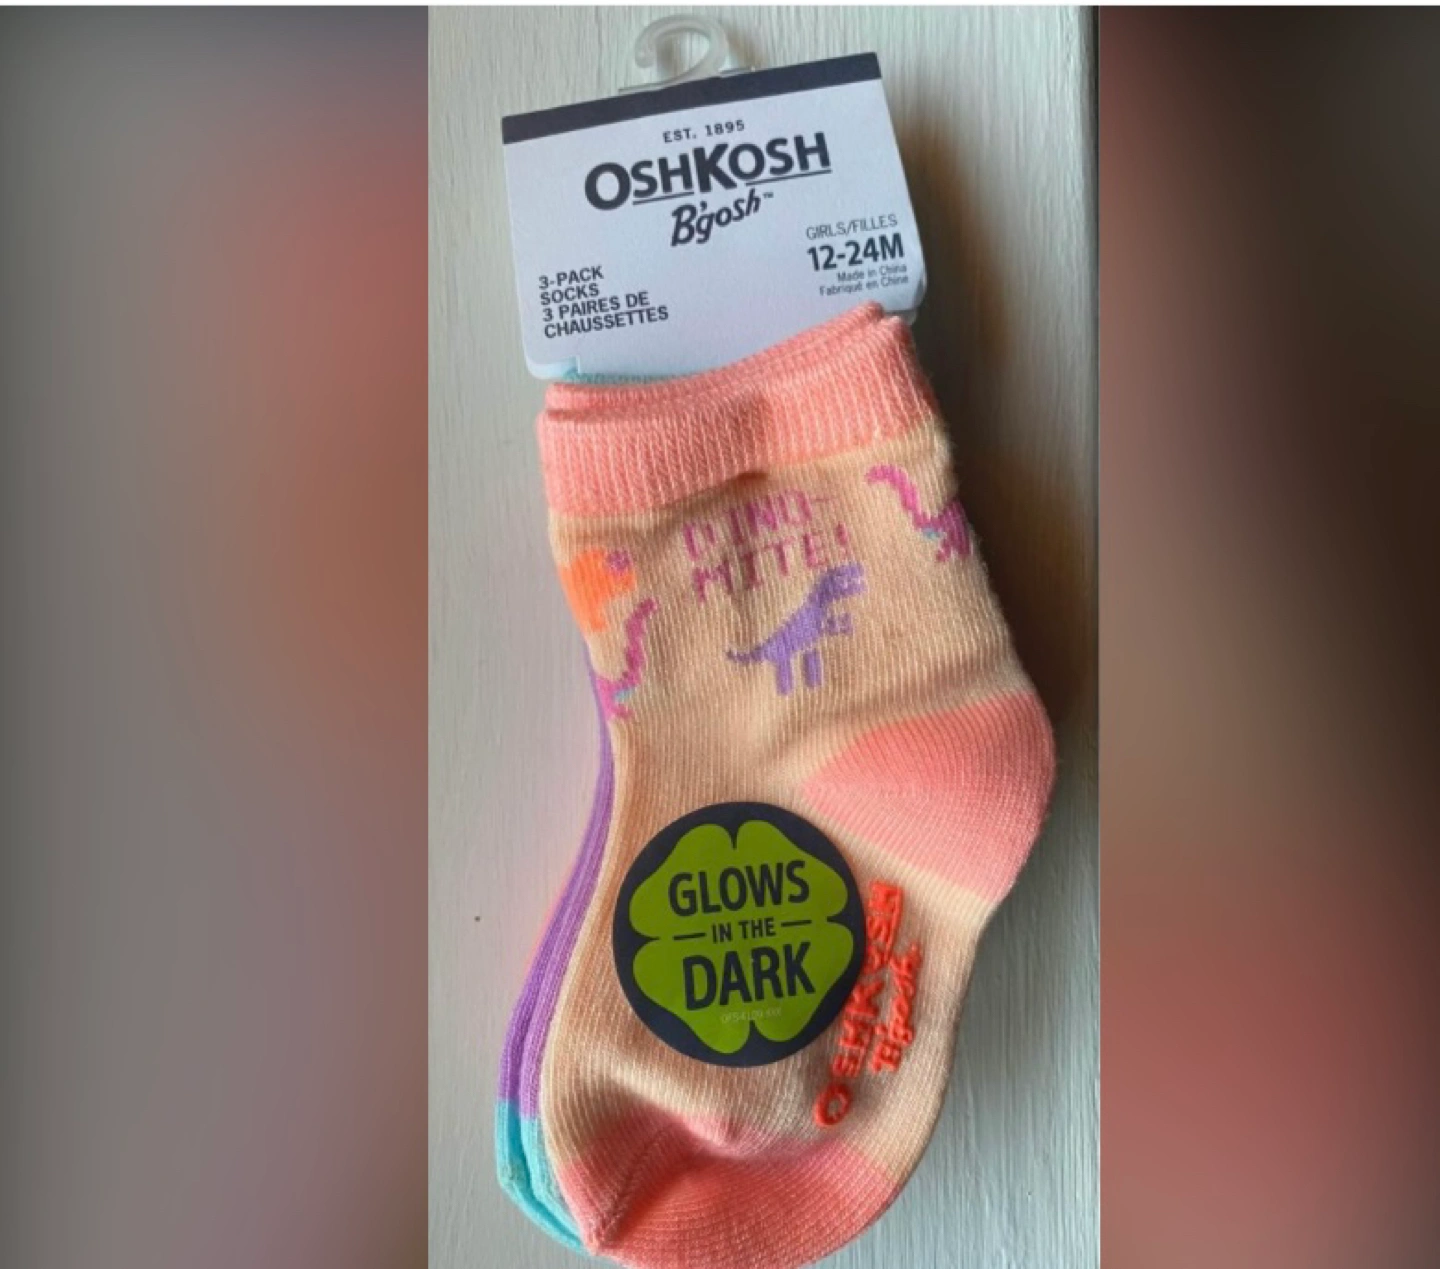 EST. 1895
OSHKOSH
B'gosh™
GIRLS/FILLES
12-24M
Made in China
Fabriqué en Chine
3-PACK
SOCKS
3 PAIRES DE
CHAUSSETTES
DINO-
MITE!
GLOWS
IN THE
DARK
OSHKOSH
B'gosh